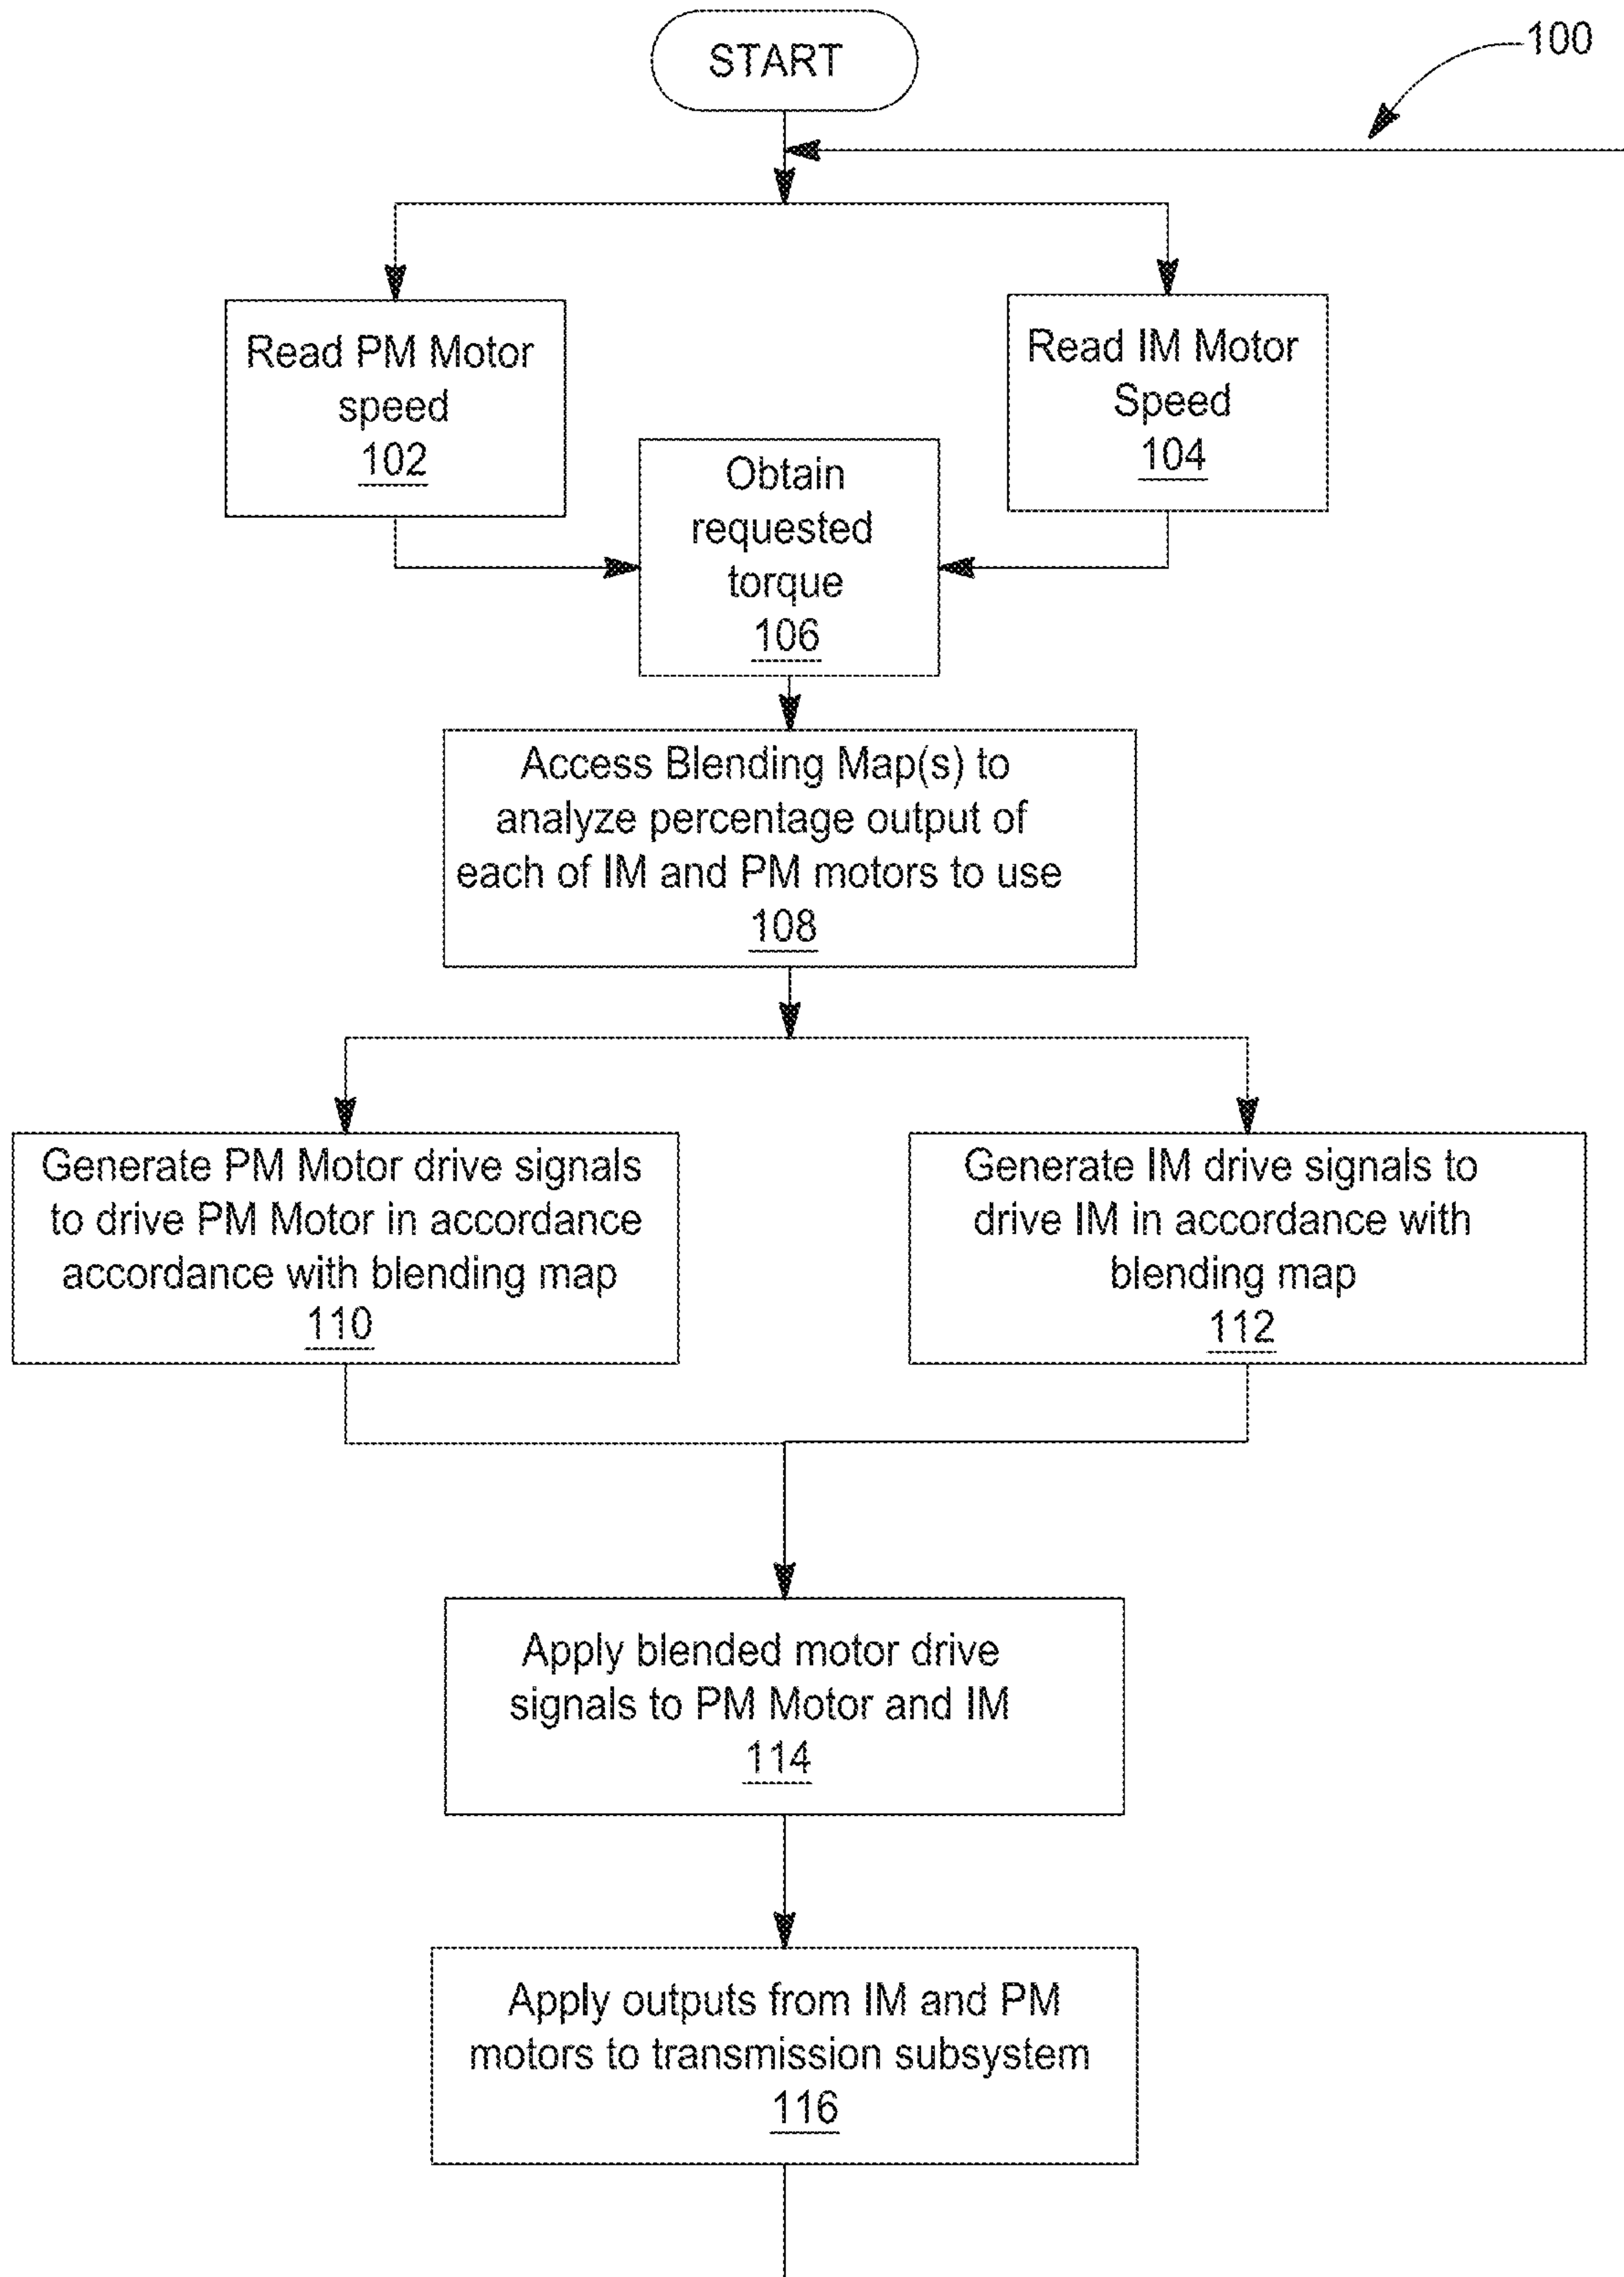 START
100
Read PM Motor
speed
102
Read IM Motor
Speed
104
Obtain
requested
torque
106
Access Blending Map(s) to
analyze percentage output of
each of IM and PM motors to use
108
Generate PM Motor drive signals
to drive PM Motor in accordance
accordance with blending map
110
Generate IM drive signals to
drive IM in accordance with
blending map
112
Apply blended motor drive
signals to PM Motor and IM
114
Apply outputs from IM and PM
motors to transmission subsystem
116